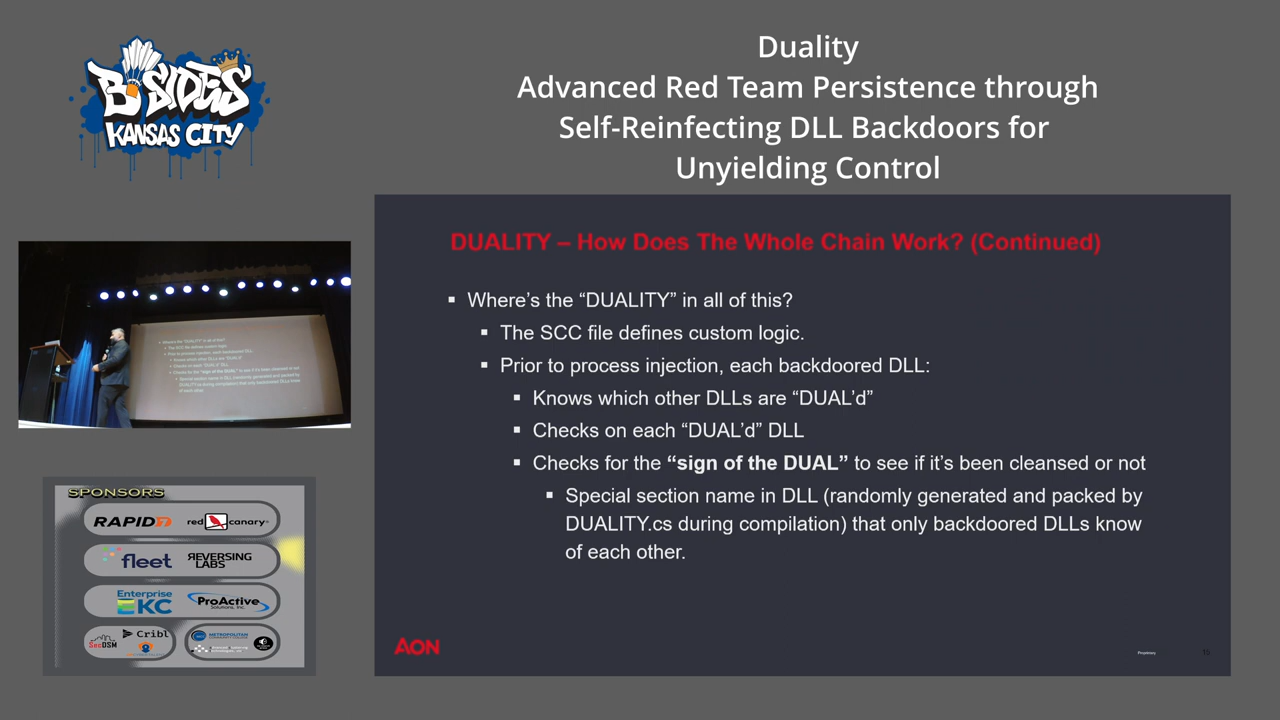 B-SIDES
KANSAS CITY
Duality
Advanced Red Team Persistence through
Self-Reinfecting DLL Backdoors for
Unyielding Control
DUALITY – How Does The Whole Chain Work? (Continued)
▪ Where’s the “DUALITY” in all of this?
▪ The SCC file defines custom logic.
▪ Prior to process injection, each backdoored DLL:
▪ Knows which other DLLs are “DUAL’d”
▪ Checks on each “DUAL’d” DLL
▪ Checks for the “sign of the DUAL” to see if it’s been cleansed or not
▪ Special section name in DLL (randomly generated and packed by
DUALITY.cs during compilation) that only backdoored DLLs know
of each other.
AON
Proprietary
15
SPONSORS
RAPID7 red canary
fleet REVERSING
LABS
Enterprise
KC
ProActive
Solutions, Inc.
SecDSM
Cribl
METROPOLITAN